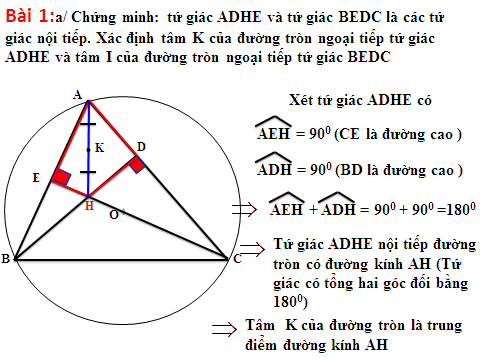 Bài 1:a/ Chứng minh: tứ giác ADHE và tứ giác BEDC là các tứ
giác nội tiếp. Xác định tâm K của đường tròn ngoại tiếp tứ giác
ADHE và tâm I của đường tròn ngoại tiếp tứ giác BEDC
A
K
D
E
H
O
B
C
Xét tứ giác ADHE có
AEH = 90⁰ (CE là đường cao )
ADH = 90⁰ (BD là đường cao )
⇒ AEH + ADH = 90⁰ + 90⁰ =180⁰
⇒ Tứ giác ADHE nội tiếp đường
tròn có đường kính AH (Tứ
giác có tổng hai góc đối bằng
180⁰)
⇒ Tâm K của đường tròn là trung
điểm đường kính AH